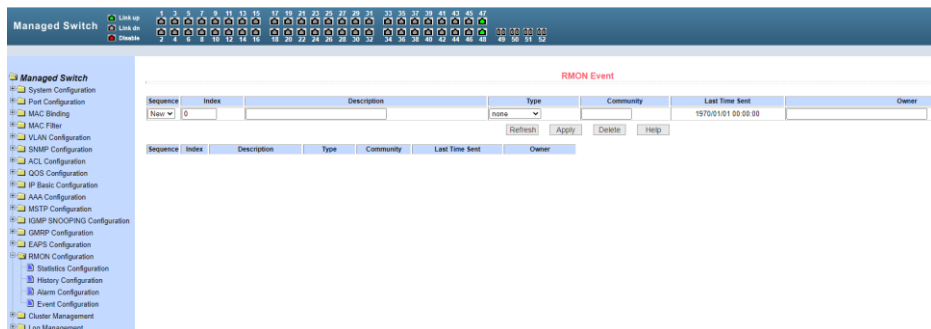 Managed Switch
Link up
Link dn
Disable
1 3 5 7 9 11 13 15 17 19 21 23 25 27 29 31 33 35 37 39 41 43 45 47
2 4 6 8 10 12 14 16 18 20 22 24 26 28 30 32 34 36 38 40 42 44 46 48 49 50 51 52
Managed Switch
System Configuration
Port Configuration
MAC Binding
MAC Filter
VLAN Configuration
SNMP Configuration
ACL Configuration
QOS Configuration
IP Basic Configuration
AAA Configuration
MSTP Configuration
IGMP SNOOPING Configuration
GMRP Configuration
EAPS Configuration
RMON Configuration
Statistics Configuration
History Configuration
Alarm Configuration
Event Configuration
Cluster Management
Log Management
RMON Event
Sequence Index Description Type Community Last Time Sent Owner
New 0 none 1970/01/01 00:00:00
Refresh Apply Delete Help
Sequence Index Description Type Community Last Time Sent Owner